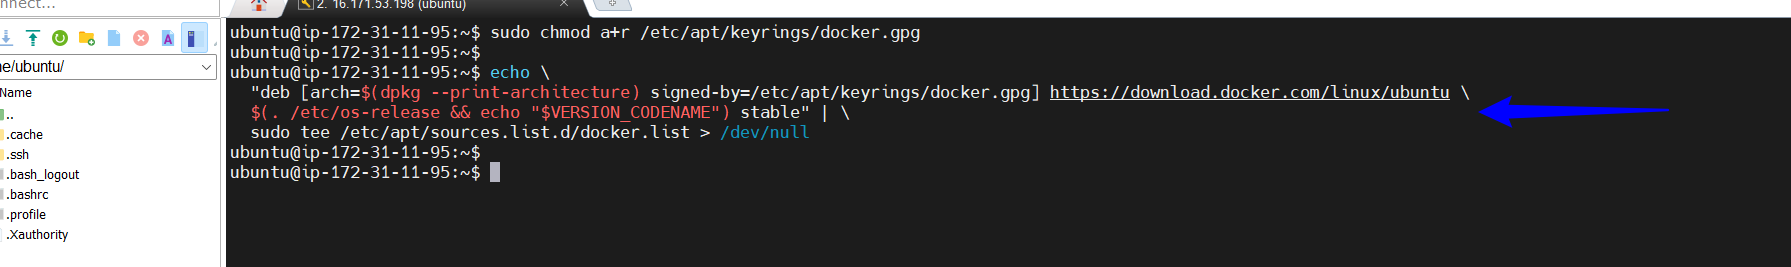 nnect...
2. 16.171.53.198 (ubuntu)
me/ubuntu/
Name
..
.cache
.ssh
.bash_logout
.bashrc
.profile
.Xauthority
ubuntu@ip-172-31-11-95:~$ sudo chmod a+r /etc/apt/keyrings/docker.gpg
ubuntu@ip-172-31-11-95:~$
ubuntu@ip-172-31-11-95:~$ echo \
"deb [arch=$(dpkg --print-architecture) signed-by=/etc/apt/keyrings/docker.gpg] https://download.docker.com/linux/ubuntu \
$(. /etc/os-release && echo "$VERSION_CODENAME") stable" | \
sudo tee /etc/apt/sources.list.d/docker.list > /dev/null
ubuntu@ip-172-31-11-95:~$
ubuntu@ip-172-31-11-95:~$